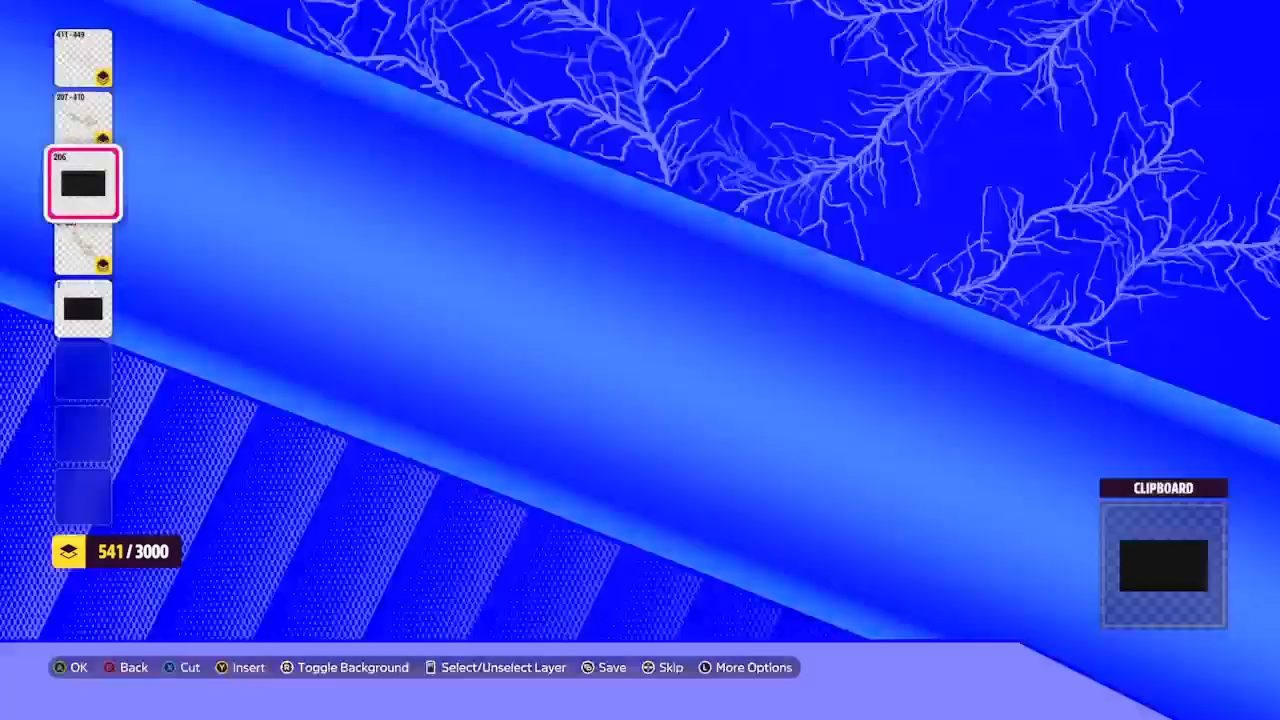 411-449
207-410
206
1
541 / 3000
CLIPBOARD
A OK B Back X Cut Y Insert R Toggle Background Select/Unselect Layer Save Skip L More Options